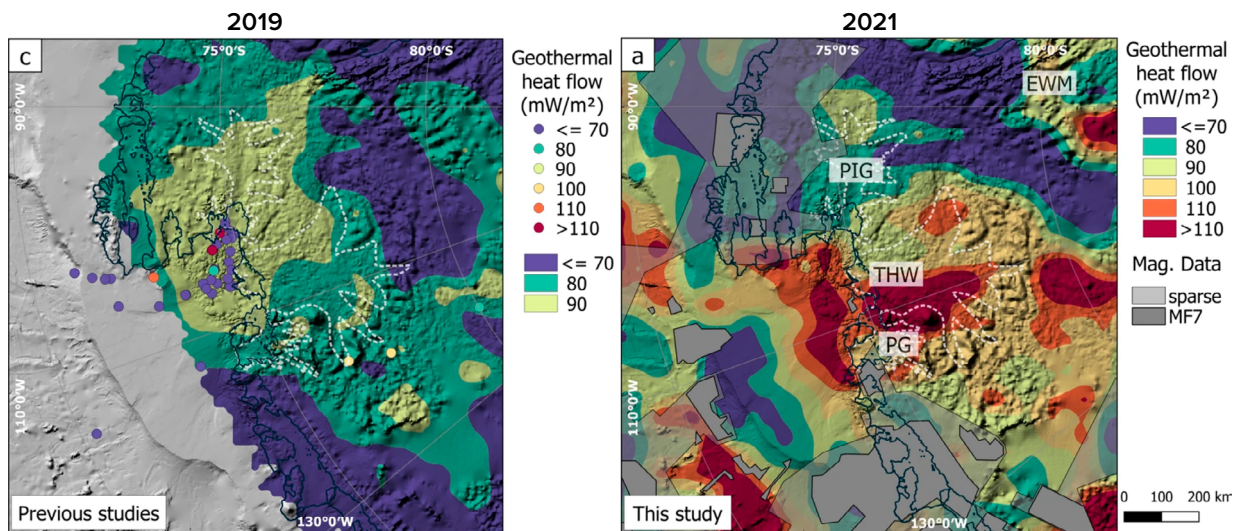 2019
c
75°0'S
80°0'S
90°0'W
110°0'W
130°0'W
Previous studies
Geothermal
heat flow
(mW/m²)
<= 70
80
90
100
110
>110
<= 70
80
90
2021
a
75°0'S
80°0'S
90°0'W
110°0'W
130°0'W
EWM
PIG
THW
PG
This study
Geothermal
heat flow
(mW/m²)
<=70
80
90
100
110
>110
Mag. Data
sparse
MF7
0 100 200 km